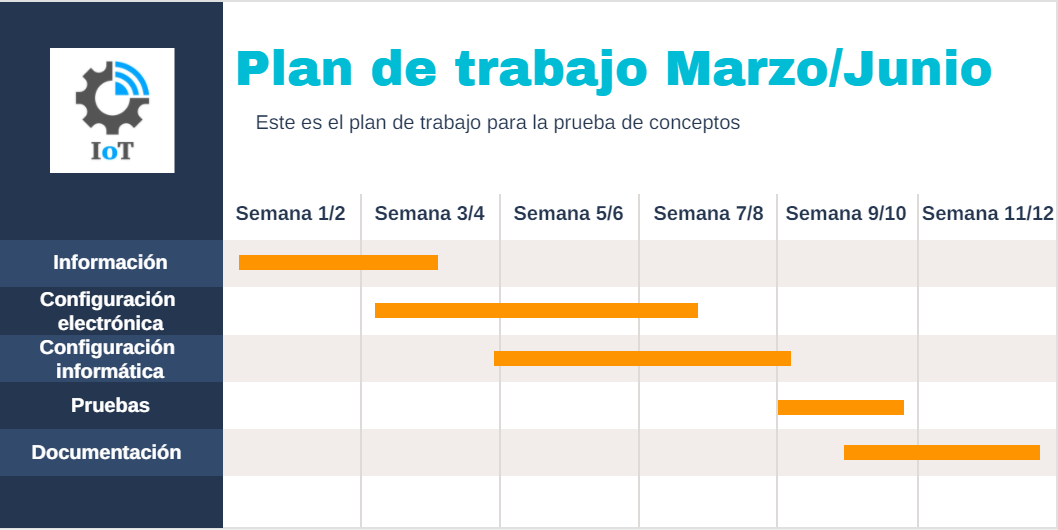 IoT
Plan de trabajo Marzo/Junio
Este es el plan de trabajo para la prueba de conceptos
Semana 1/2 Semana 3/4 Semana 5/6 Semana 7/8 Semana 9/10 Semana 11/12
Información
Configuración
electrónica
Configuración
informática
Pruebas
Documentación